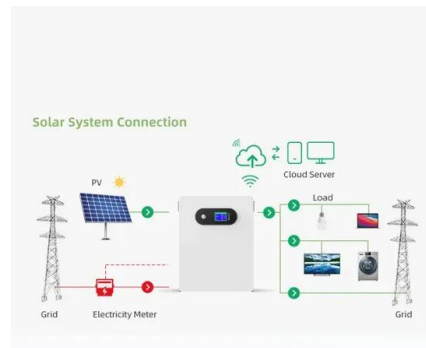 Solar System Connection
Cloud Server
PV
Load
Grid
Electricity Meter
Grid